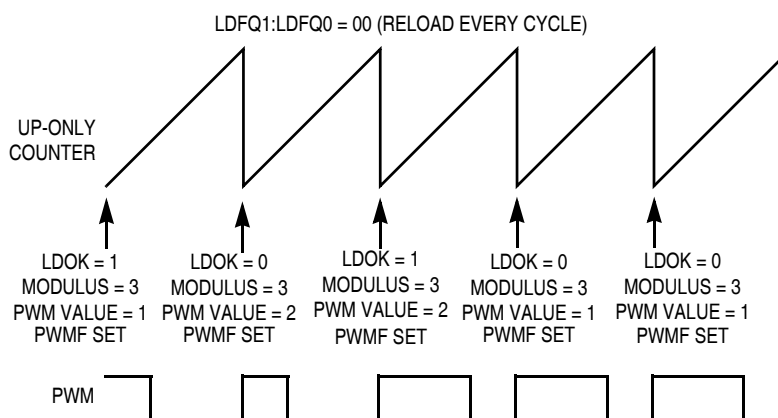 LDFQ1:LDFQ0 = 00 (RELOAD EVERY CYCLE)
UP-ONLY
COUNTER
LDOK = 1
MODULUS = 3
PWM VALUE = 1
PWMF SET
LDOK = 0
MODULUS = 3
PWM VALUE = 2
PWMF SET
LDOK = 1
MODULUS = 3
PWM VALUE = 2
PWMF SET
LDOK = 0
MODULUS = 3
PWM VALUE = 1
PWMF SET
LDOK = 0
MODULUS = 3
PWM VALUE = 1
PWMF SET
PWM